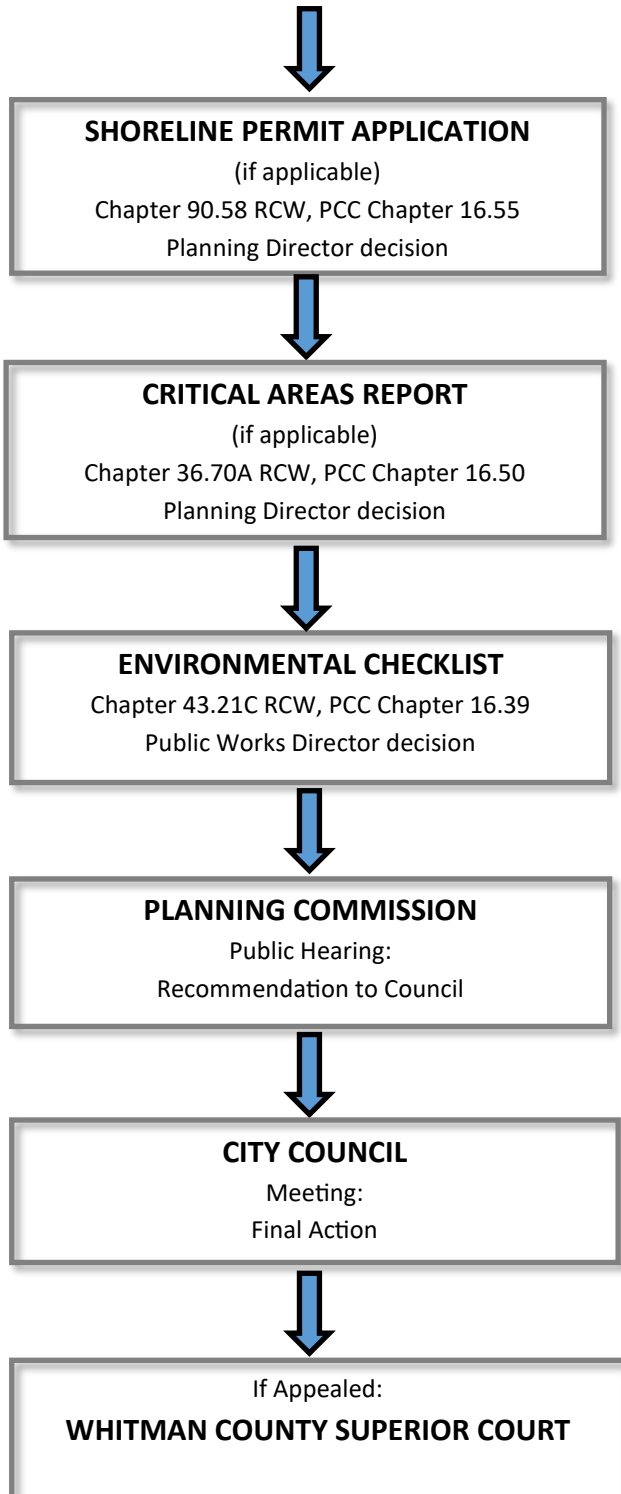 SHORELINE PERMIT APPLICATION
(if applicable)
Chapter 90.58 RCW, PCC Chapter 16.55
Planning Director decision
CRITICAL AREAS REPORT
(if applicable)
Chapter 36.70A RCW, PCC Chapter 16.50
Planning Director decision
ENVIRONMENTAL CHECKLIST
Chapter 43.21C RCW, PCC Chapter 16.39
Public Works Director decision
PLANNING COMMISSION
Public Hearing:
Recommendation to Council
CITY COUNCIL
Meeting:
Final Action
If Appealed:
WHITMAN COUNTY SUPERIOR COURT